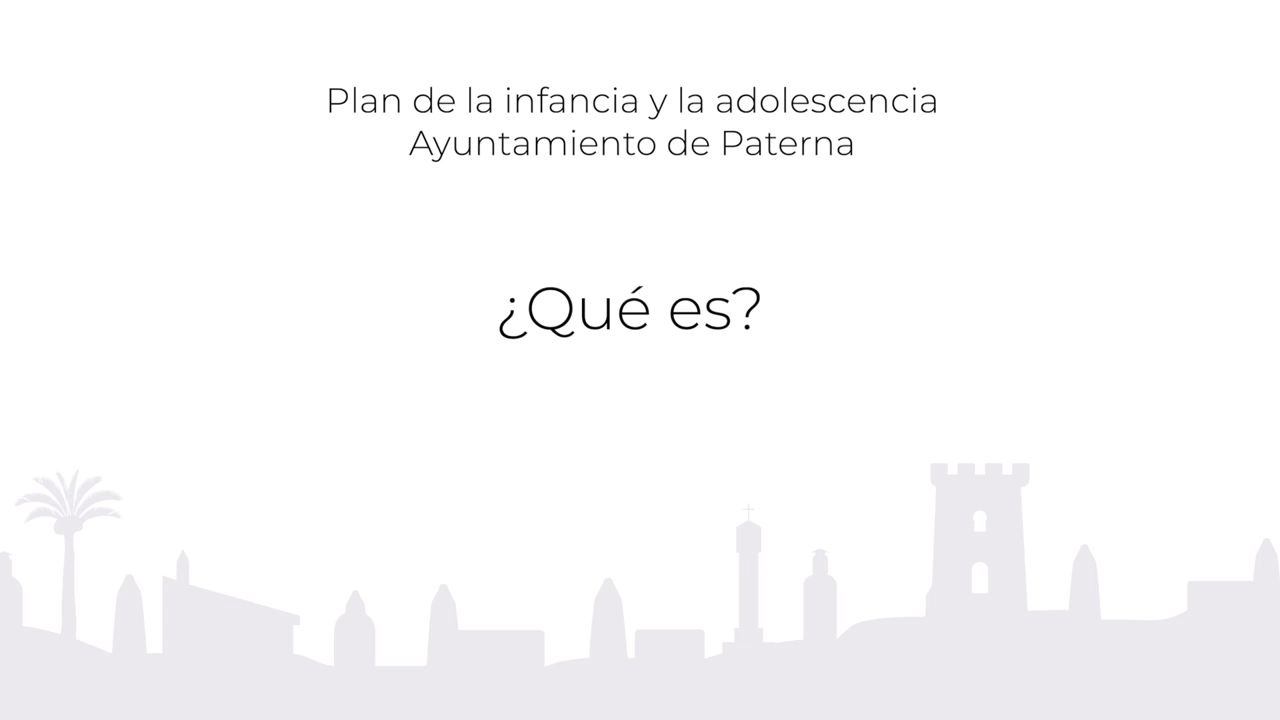 Plan de la infancia y la adolescencia
Ayuntamiento de Paterna
¿Qué es?